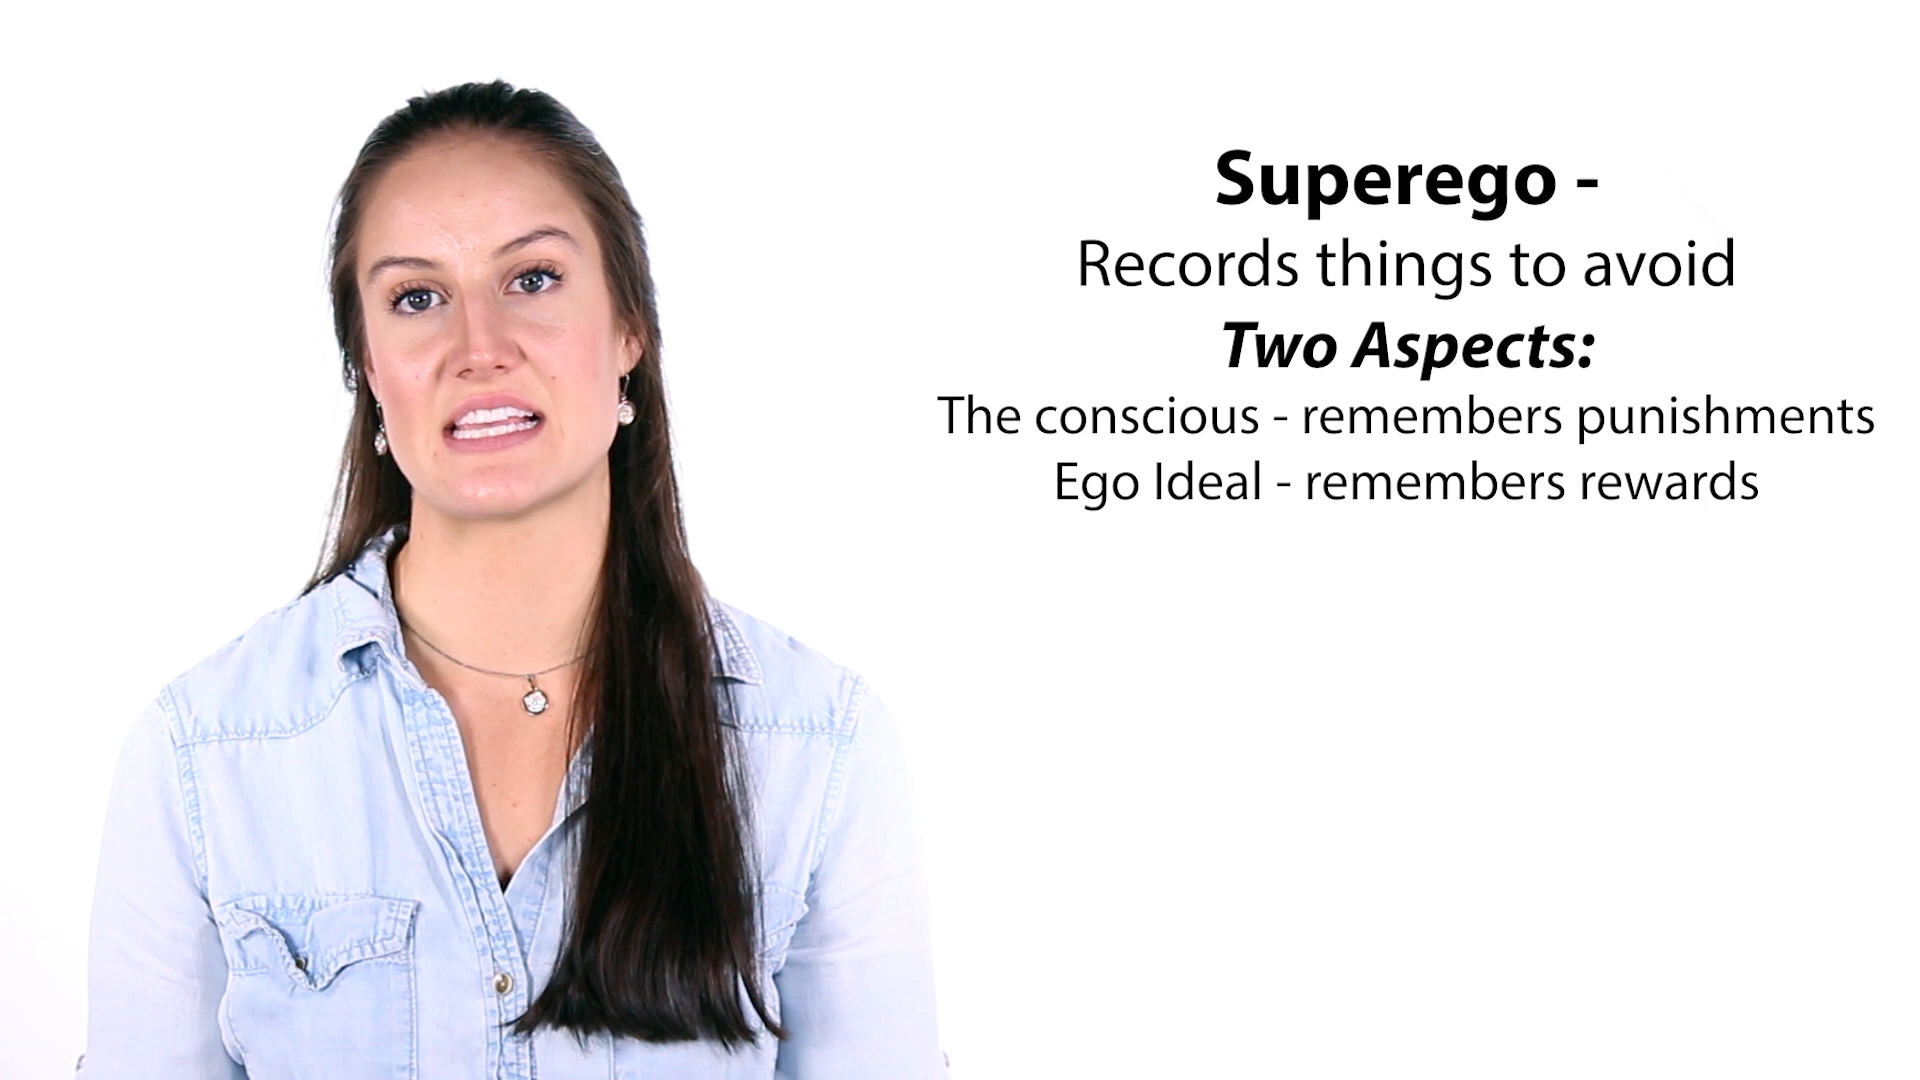 Superego -
Records things to avoid
Two Aspects:
The conscious - remembers punishments
Ego Ideal - remembers rewards